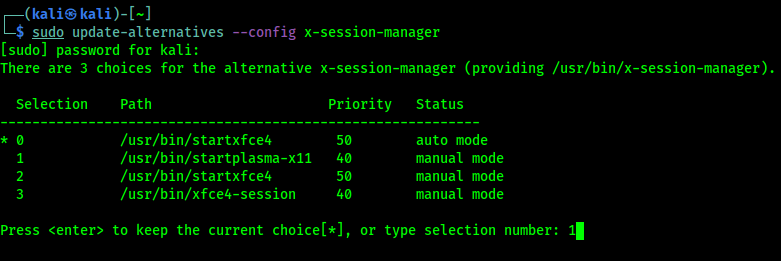 ┌──(kali㉿kali)-[~]
└─$ sudo update-alternatives --config x-session-manager
[sudo] password for kali:
There are 3 choices for the alternative x-session-manager (providing /usr/bin/x-session-manager).
Selection    Path                          Priority   Status
------------------------------------------------------------
* 0            /usr/bin/startxfce4        50        auto mode
1            /usr/bin/startplasma-x11   40        manual mode
2            /usr/bin/startxfce4        50        manual mode
3            /usr/bin/xfce4-session     40        manual mode
Press <enter> to keep the current choice[*], or type selection number: 1